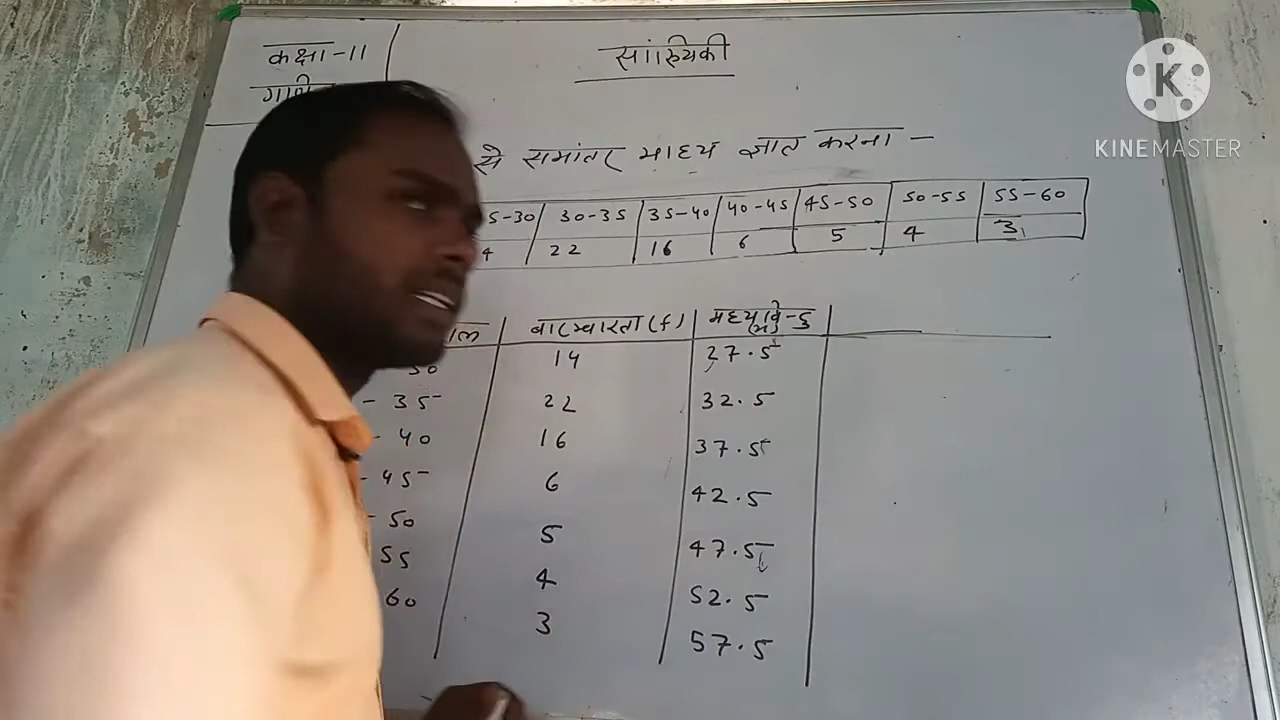 कक्षा-11
सांख्यिकी
से समांतर माध्य ज्ञात करना -
5-30 30-35 35-40 40-45 45-50 50-55 55-60
4 22 16 6 5 4 3
बारम्बारता (f)
14 27.5
- 35 22 32.5
- 40 16 37.5
- 45 6 42.5
- 50 5 47.5
55 4 52.5
60 3 57.5
K
KINEMASTER